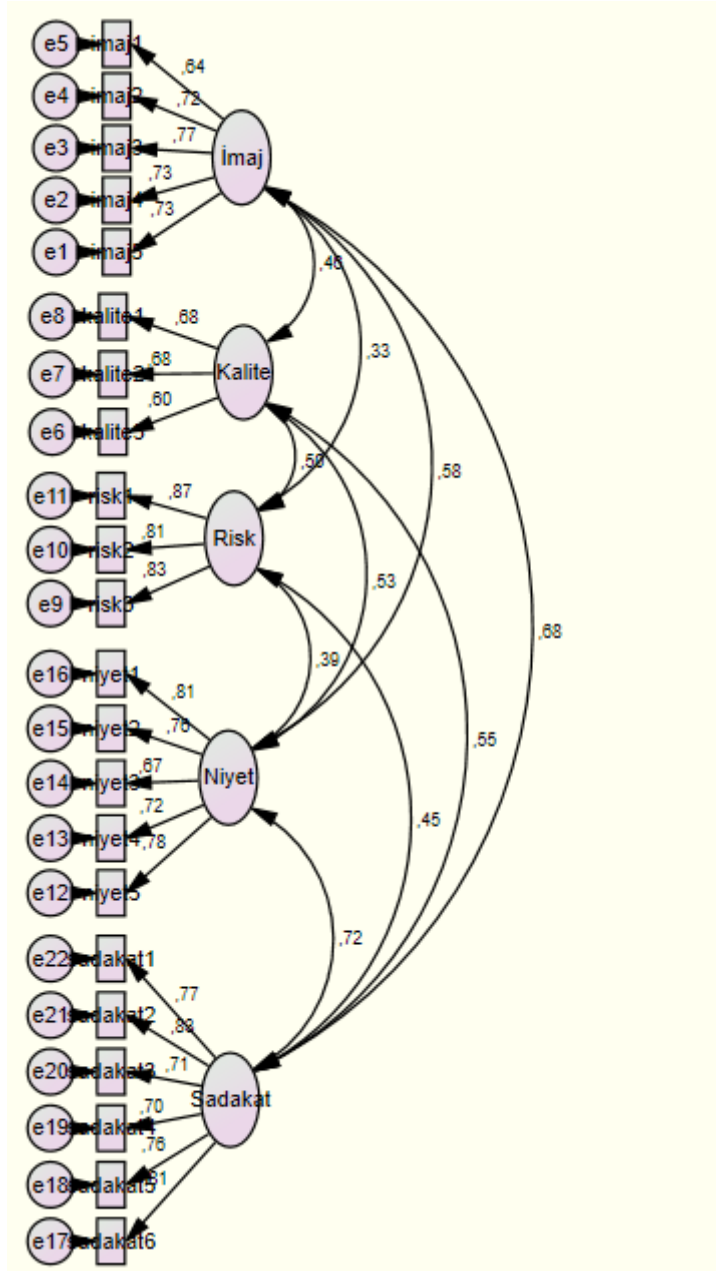 e5 imaj1
,64
e4 imaj2
,72
e3 imaj3
,77
İmaj
e2 imaj4
,73
e1 imaj5
,73
,46
e8 kalite1
,68
e7 kalite2
,68
Kalite
,33
e6
,60
,50
,58
e11 risk1
,87
e10 risk2
,81
Risk
e9 risk3
,83
,53
,68
,39
e16 niyet1
,81
e15 niyet2
,76
e14 niyet3
,67
Niyet
,55
e13 niyet4
,72
,45
,78
e12 niyet5
,72
e22 sadakat1
,77
e21 sadakat2
e20 sadakat3
,71
Sadakat
e19 sadakat4
,70
e18 sadakat5
,76
,81
e17 sadakat6